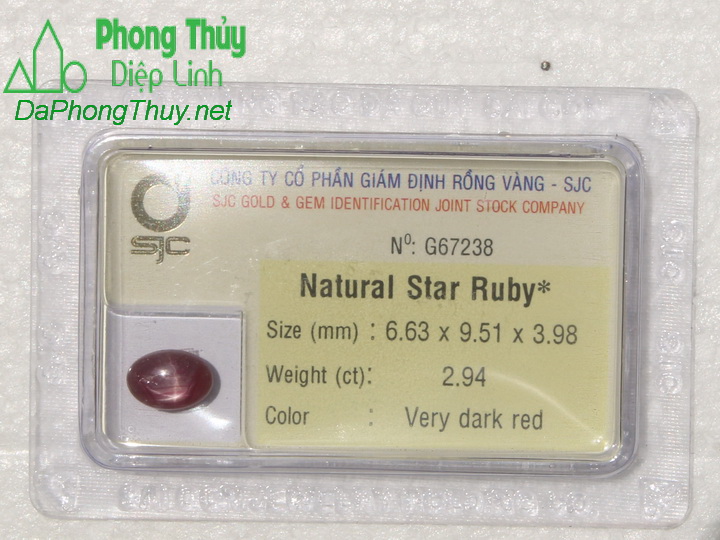 Phong Thủy
Diệp Linh
DaPhongThuy.net
CÔNG TY CỔ PHẦN GIÁM ĐỊNH RỒNG VÀNG - SJC
SJC GOLD & GEM IDENTIFICATION JOINT STOCK COMPANY
SJC
Nº: G67238
Natural Star Ruby*
Size (mm) : 6.63 x 9.51 x 3.98
Weight (ct): 2.94
Color : Very dark red